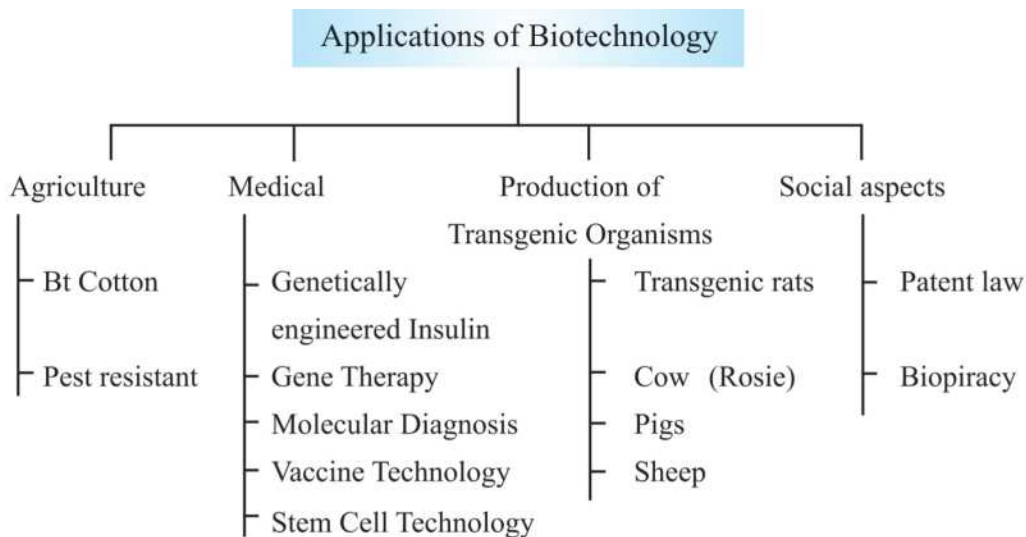 Applications of Biotechnology
Agriculture
Bt Cotton
Pest resistant
Medical
Genetically
engineered Insulin
Gene Therapy
Molecular Diagnosis
Vaccine Technology
Stem Cell Technology
Production of
Transgenic Organisms
Transgenic rats
Cow (Rosie)
Pigs
Sheep
Social aspects
Patent law
Biopiracy